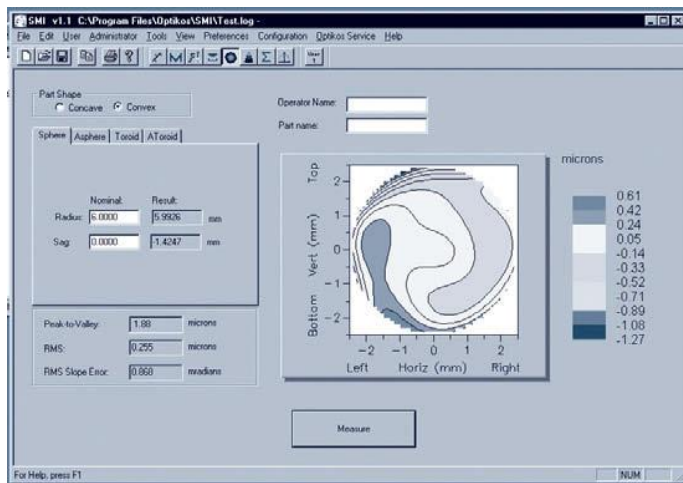 SMI v1.1 C:\Program Files\Optikos\SMI\Test.log -
File Edit User Administrator Tools View Preferences Configuration Optikos Service Help
User 1
Part Shape
Concave Convex
Operator Name:
Part name:
Sphere Asphere Toroid AToroid
Nominal: Result:
Radius: 6.0000 5.9926 mm
Sag: 0.0000 -1.4247 mm
Peak-to-Valley: 1.88 microns
RMS: 0.255 microns
RMS Slope Error: 0.868 mradians
microns
0.61
0.42
0.24
0.05
-0.14
-0.33
-0.52
-0.71
-0.89
-1.08
-1.27
Top
Vert (mm)
Bottom
2
1
0
-1
-2
-2 -1 0 1 2
Left Horiz (mm) Right
Measure
For Help, press F1
NUM